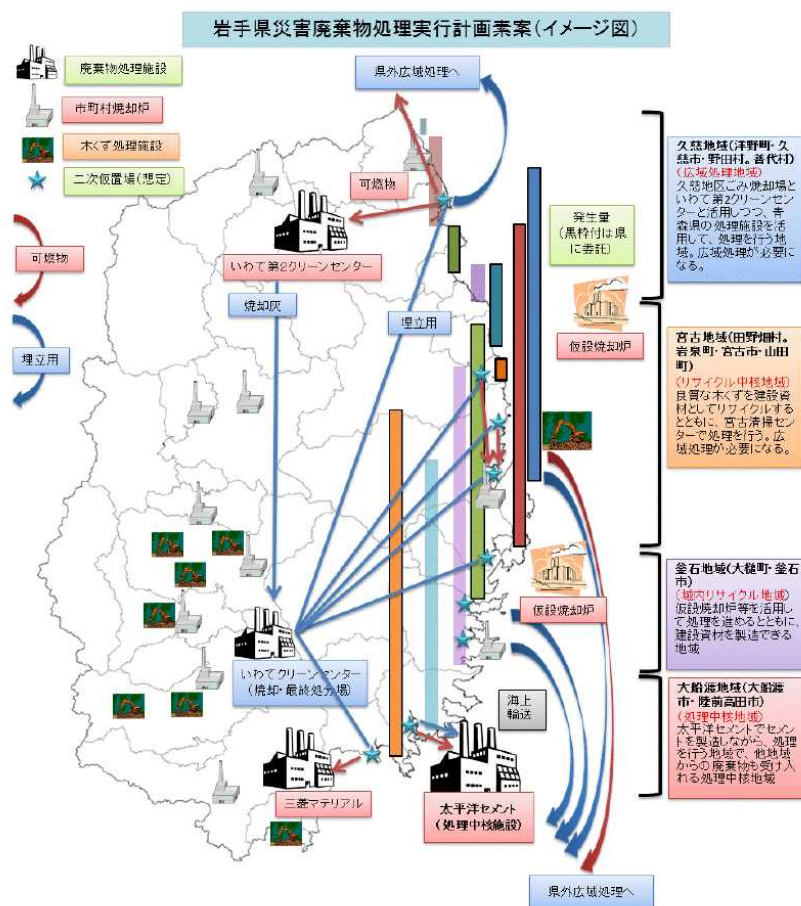 岩手県災害廃棄物処理実行計画素案(イメージ図)
廃棄物処理施設
市町村焼却炉
木くず処理施設
二次仮置場(想定)
県外広域処理へ
可燃物
いわて第2クリーンセンター
焼却灰
埋立用
可燃物
埋立用
発生量
(黒枠付は県
に委託)
仮設焼却炉
仮設焼却炉
いわてクリーンセンター
(焼却・最終処分場)
海上
輸送
三菱マテリアル
太平洋セメント
(処理中核施設)
県外広域処理へ
久慈地域(洋野町・久
慈市・野田村。普代村)
(広域処理地域)
久慈地区ごみ焼却場と
いわて第2クリーンセン
ターと活用しつつ、青
森県の処理施設を活
用して、処理を行う地
域。広域処理が必要に
なる。
宮古地域(田野畑村。
岩泉町・宮古市・山田
町)
(リサイクル中核地域)
良質な木くずを建設資
材としてリサイクルする
とともに、宮古清掃セン
ターで処理を行う。広
域処理が必要になる。
釜石地域(大槌町・釜石
市)
(域内リサイクル地域)
仮設焼却炉等を活用し
て処理を進めるとともに、
建設資材を製造できる
地域
大船渡地域(大船渡
市・陸前高田市)
(処理中核地域)
太平洋セメントでセメ
ントを製造しながら、処理
を行う地域で、他地域
からの廃棄物も受け入
れる処理中核地域